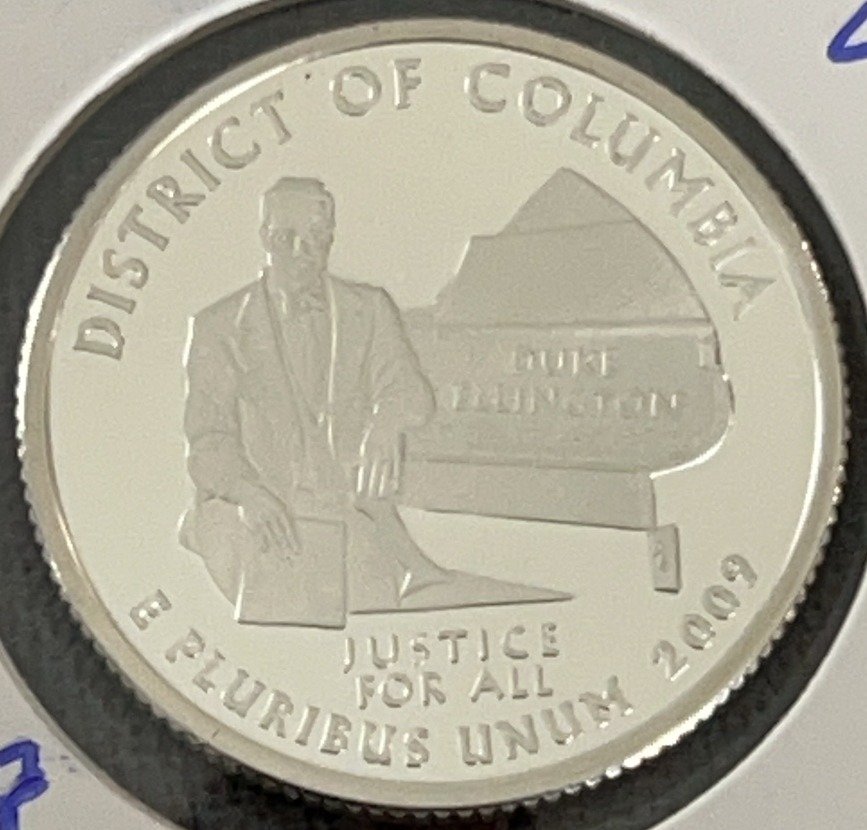 DISTRICT OF COLUMBIA
DUKE
ELLINGTON
JUSTICE
FOR ALL
E PLURIBUS UNUM 2009